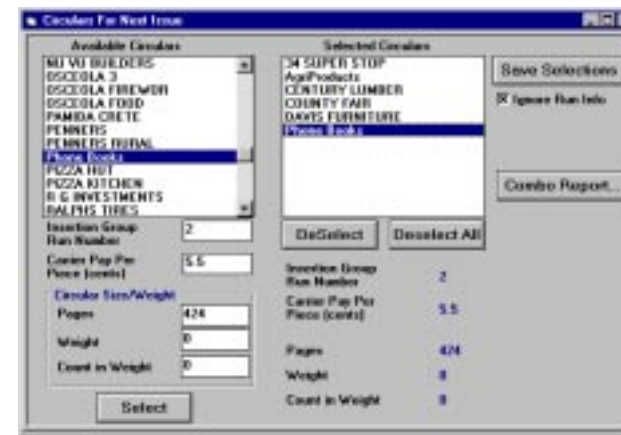 Circulars For Next Issue
Available Circulars
NU VU BUILDERS
OSCEOLA 3
OSCEOLA FIREWOR
OSCEOLA FOOD
PAMIDA CRETE
PENNERS
PENNERS RURAL
Phone Books
PIZZA HUT
PIZZA KITCHEN
R G INVESTMENTS
RALPHS TIRES
Insertion Group
Run Number
2
Carrier Pay Per
Piece (cents)
5.5
Circular Size/Weight
Pages
424
Weight
0
Count in Weight
0
Select
Selected Circulars
34 SUPER STOP
AgriProducts
CENTURY LUMBER
COUNTY FAIR
DAVIS FURNITURE
Phone Books
DeSelect
Deselect All
Insertion Group
Run Number
2
Carrier Pay Per
Piece (cents)
5.5
Pages
424
Weight
0
Count in Weight
0
Save Selections
Ignore Run Info
Combo Report...